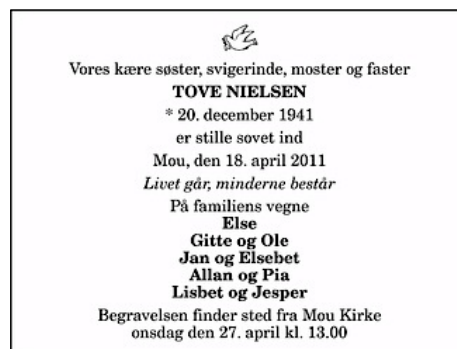 Vores kære søster, svigerinde, moster og faster
TOVE NIELSEN
* 20. december 1941
er stille sovet ind
Mou, den 18. april 2011
Livet går, minderne består
På familiens vegne
Else
Gitte og Ole
Jan og Elsebet
Allan og Pia
Lisbet og Jesper
Begravelsen finder sted fra Mou Kirke
onsdag den 27. april kl. 13.00